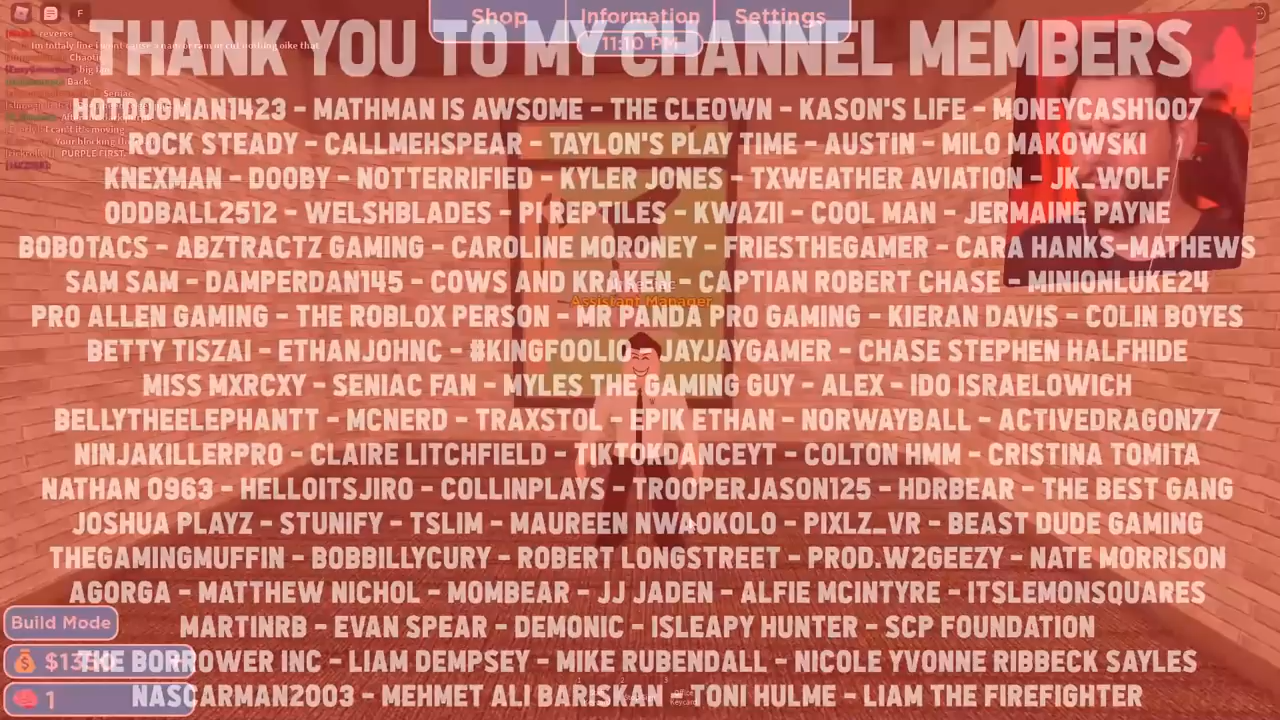 Shop Information Settings
11:10 PM
THANK YOU TO MY CHANNEL MEMBERS
MATHMAN IS AWSOME - THE CLEOWN - KASON'S LIFE - MONEYCASH1007
ROCK STEADY - CALLMEHSPEAR - TAYLON'S PLAY TIME - AUSTIN - MILO MAKOWSKI
KNEXMAN - DOOBY - NOTTERRIFIED - KYLER JONES - TXWEATHER AVIATION - JK_WOLF
ODDBALL2512 - WELSHBLADES - PI REPTILES - KWAZII - COOL MAN - JERMAINE PAYNE
BOBOTACS - ABZTRACTZ GAMING - CAROLINE MORONEY - FRIESTHEGAMER - CARA HANKS-MATHEWS
SAM SAM - DAMPERDAN145 - COWS AND KRAKEN - CAPTIAN ROBERT CHASE - MINIONLUKE24
Assistant Manager
PRO ALLEN GAMING - THE ROBLOX PERSON - MR PANDA PRO GAMING - KIERAN DAVIS - COLIN BOYES
BETTY TISZAI - ETHANJOHNC - #KINGFOOLIO - JAYJAYGAMER - CHASE STEPHEN HALFHIDE
MISS MXRCXY - SENIAC FAN - MYLES THE GAMING GUY - ALEX - IDO ISRAELOWICH
BELLYTHEELEPHANTT - MCNERD - TRAXSTOL - EPIK ETHAN - NORWAYBALL - ACTIVEDRAGON77
NINJAKILLERPRO - CLAIRE LITCHFIELD - TIKTOKDANCEYT - COLTON HMM - CRISTINA TOMITA
NATHAN 0963 - HELLOITSJIRO - COLLINPLAYS - TROOPERJASON125 - HDRBEAR - THE BEST GANG
JOSHUA PLAYZ - STUNIFY - TSLIM - MAUREEN NWAOKOLO - PIXLZ_VR - BEAST DUDE GAMING
THEGAMINGMUFFIN - BOBBILLYCURY - ROBERT LONGSTREET - PROD.W2GEEZY - NATE MORRISON
AGORGA - MATTHEW NICHOL - MOMBEAR - JJ JADEN - ALFIE MCINTYRE - ITSLEMONSQUARES
Build Mode
MARTINRB - EVAN SPEAR - DEMONIC - ISLEAPY HUNTER - SCP FOUNDATION
THE BORROWER INC - LIAM DEMPSEY - MIKE RUBENDALL - NICOLE YVONNE RIBBECK SAYLES
1
NASCARMAN2003 - MEHMET ALI BARISKAN - TONI HULME - LIAM THE FIREFIGHTER